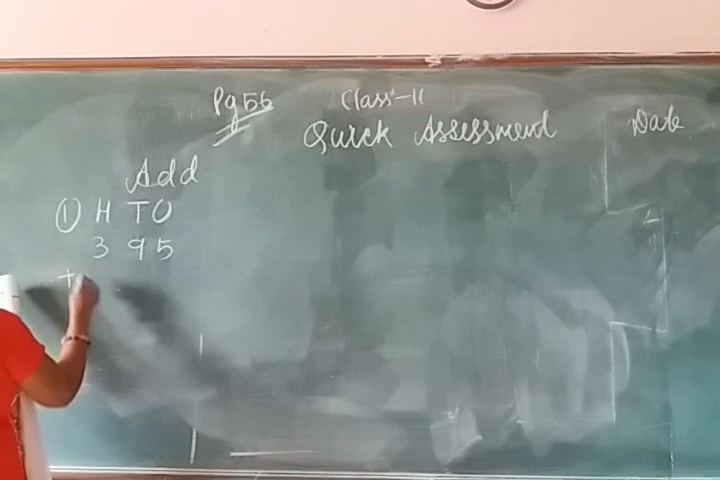 Pg 56 Class-II
Quick Assessment Date
Add
① H T O
3 9 5
+